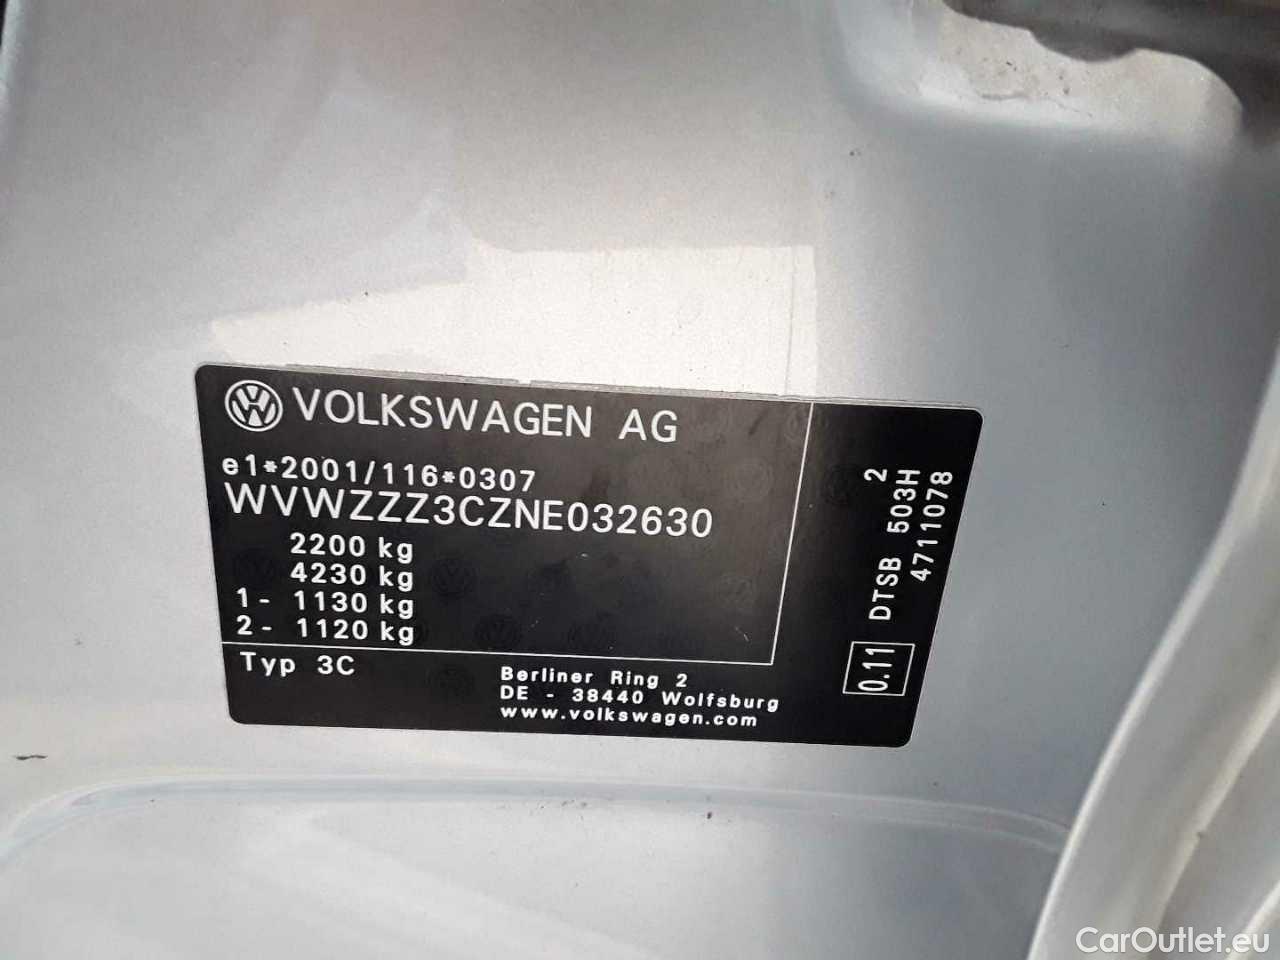 VOLKSWAGEN AG
e1*2001/116*0307
WVWZZZ3CZNE032630
2200 kg
4230 kg
1 - 1130 kg
2 - 1120 kg
Typ 3C
Berliner Ring 2
DE - 38440 Wolfsburg
www.volkswagen.com
0.11 DTSB 503H 2
4711078
CarOutlet.eu